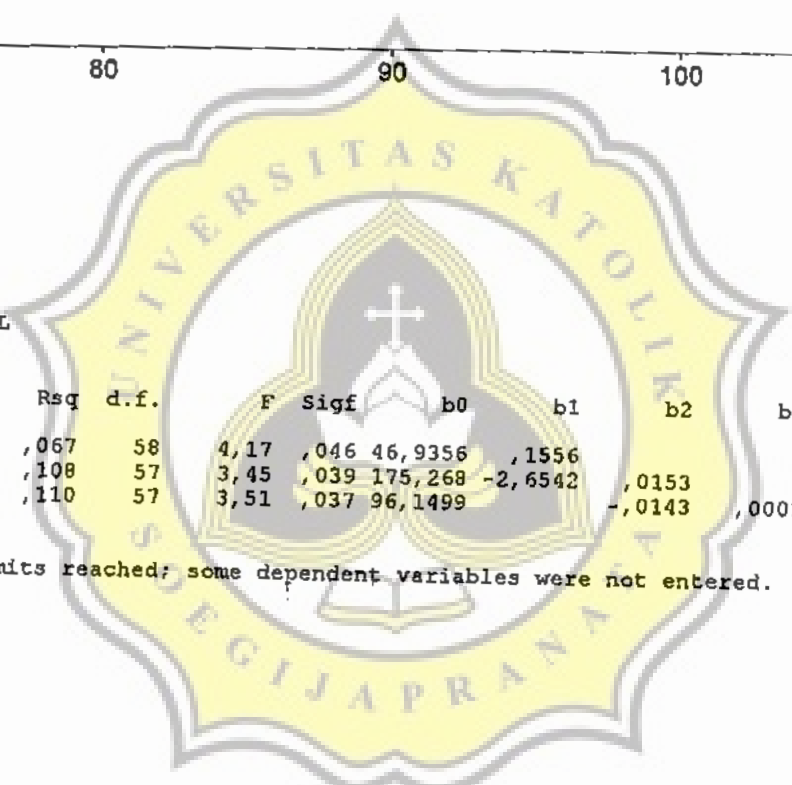 80 90 100
UNIVERSITAS KATOLIK
L
Rsq d.f. F Sigf b0 b1 b2 b
,067 58 4,17 ,046 46,9356 ,1556
,108 57 3,45 ,039 175,268 -2,6542 ,0153
,110 57 3,51 ,037 96,1499 -,0143 ,000
mits reached; some dependent variables were not entered.
SOEGIJAPRANATA